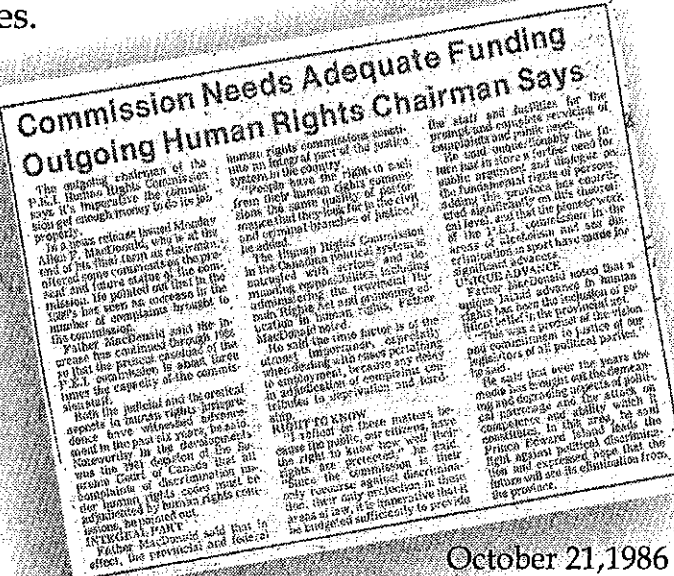 es.
Commission Needs Adequate Funding
Outgoing Human Rights Chairman Says
The outgoing chairman of the
P.E.I. Human Rights Commission
says it's imperative the commis-
sion get enough money to do its job
properly.
In a news release issued Monday
Allan F. MacDonald, who is at the
end of his final term as chairman,
offered some comments on the pre-
sent and future status of the com-
mission. He pointed out that in the
1980's has seen an increase in the
number of complaints brought to
the commission.
Father MacDonald said the in-
crease has continued through 1986
so that the present caseload of the
P.E.I. commission is about three
times the capacity of the commis-
sion staff.
Both the judicial and theoretical
aspects in human rights jurispru-
dence have witnessed advance-
ment in the past six years, he said.
Noteworthy in the developments
was the 1981 decision of the Su-
preme Court of Canada that all
complaints of discrimination un-
der human rights codes must be
adjudicated by human rights com-
missions, he pointed out.
INTEGRAL PART
Father MacDonald said that in
effect, the provincial and federal
human rights commissions consti-
tute an integral part of the justice
system in the country.
"People have the right to seek
from their human rights commis-
sions the same quality of perfor-
mance that they look for in the civil
and criminal branches of justice,"
he added.
The Human Rights Commission
in the Canadian political system is
entrusted with serious and de-
manding responsibilities, including
administering the provincial Hu-
man Rights Act and promoting ed-
ucation in human rights, Father
MacDonald noted.
He said the time factor is of the
utmost importance, especially
when dealing with cases pertaining
to employment, because any delay
in adjudication of complaints con-
tributes to deprivation and hard-
ship.
RIGHT TO KNOW
"I reflect on these matters be-
cause the public, our citizens, have
the right to know how well their
rights are protected," he said.
"Since the Commission is their
only recourse against discrimina-
tion, their only protection in these
areas of law, it is imperative that it
be budgeted sufficiently to provide
the staff and facilities for the
prompt and complete servicing of
complaints and public needs."
He said unquestionably the fu-
ture has in store a further need for
public argument and dialogue on
the fundamental rights of persons,
adding this province has contrib-
uted significantly on this theoreti-
cal level, and that the pioneer work
of the P.E.I. commission in the
areas of alcoholism and sex dis-
crimination in sport have made for
significant advances.
UNIQUE ADVANCE
Father MacDonald noted that a
unique Island advance in human
rights has been the inclusion of po-
litical belief in the provincial act.
"This was a product of the vision
and commitment to justice of our
legislators of all political parties,"
he said.
He said that over the years the
media has brought out the demean-
ing and degrading aspects of politi-
cal patronage and the attack on
competence and ability which it
constitutes. In this area, he said
Prince Edward Island leads the
fight against political discrimina-
tion and expressed hope that the
future will see its elimination from
the province.
October 21,1986